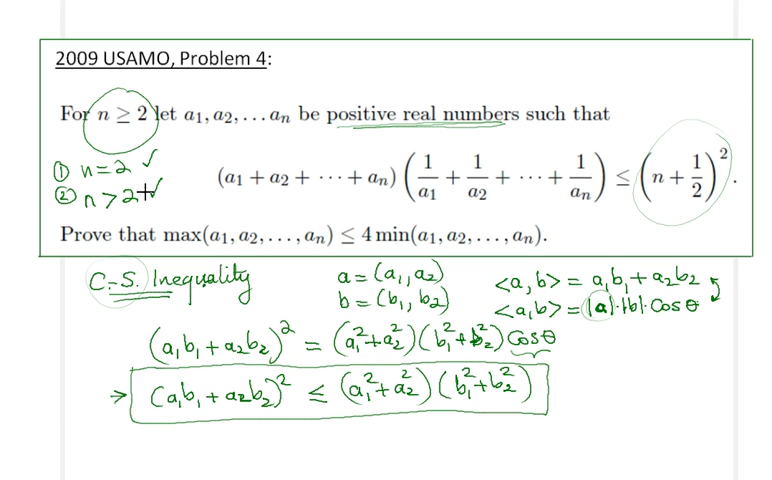 2009 USAMO, Problem 4:
For n ≥ 2 let a₁, a₂, … aₙ be positive real numbers such that
① n=2 ✓
② n>2 ✓
(a₁ + a₂ + ⋯ + aₙ) (1/a₁ + 1/a₂ + ⋯ + 1/aₙ) ≤ (n + 1/2)².
Prove that max(a₁, a₂, …, aₙ) ≤ 4 min(a₁, a₂, …, aₙ).
C-S. Inequality
a = (a₁, a₂)
b = (b₁, b₂)
<a, b> = a₁b₁ + a₂b₂
<a, b> = |a|·|b|·Cosθ
(a₁b₁ + a₂b₂)² = (a₁² + a₂²)(b₁² + b₂²) Cosθ
→ (a₁b₁ + a₂b₂)² ≤ (a₁² + a₂²)(b₁² + b₂²)